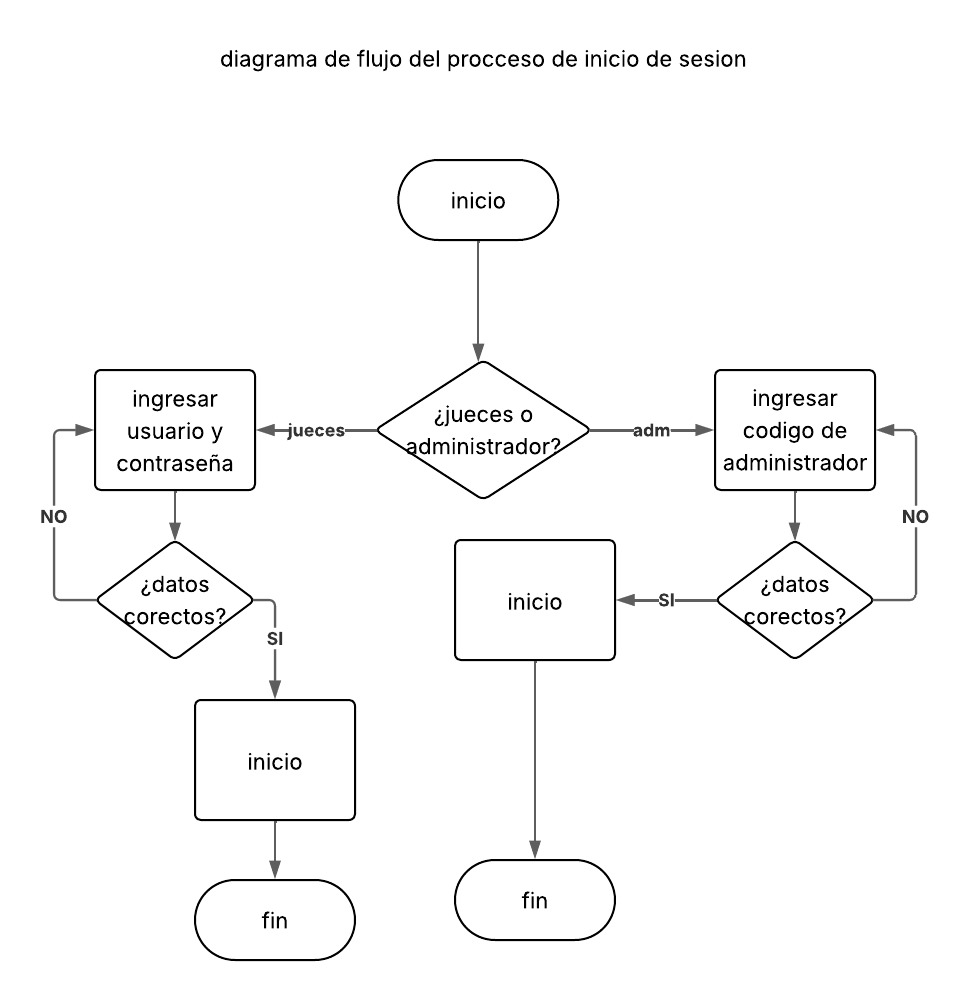 diagrama de flujo del procceso de inicio de sesion
inicio
¿jueces o
administrador?
jueces
adm
ingresar
usuario y
contraseña
ingresar
codigo de
administrador
NO
NO
¿datos
corectos?
¿datos
corectos?
SI
inicio
SI
inicio
fin
fin